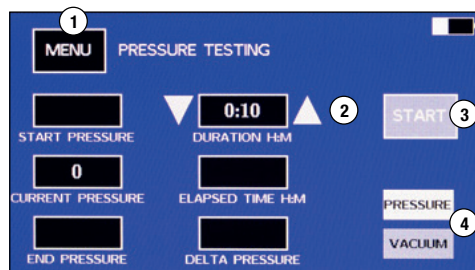 1
MENU PRESSURE TESTING
0:10 2 START 3
START PRESSURE DURATION H:M
0
CURRENT PRESSURE ELAPSED TIME H:M PRESSURE
4
END PRESSURE DELTA PRESSURE VACUUM